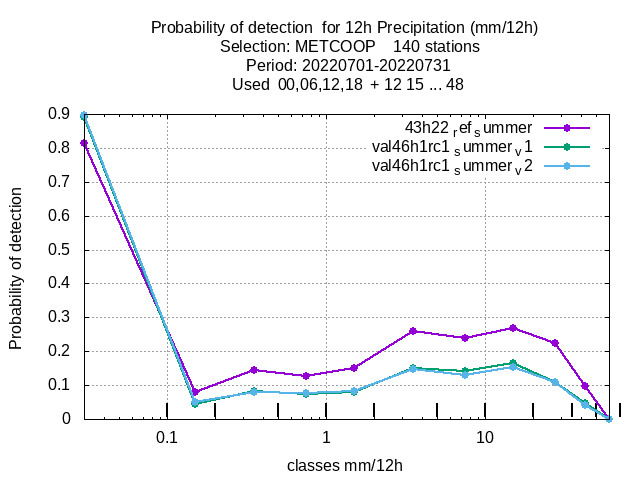 Probability of detection  for 12h Precipitation (mm/12h)
Selection: METCOOP    140 stations
Period: 20220701-20220731
Used  00,06,12,18  + 12 15 ... 48
43h22 ref summer
val46h1rc1 summer v1
val46h1rc1 summer v2
Probability of detection
0.9
0.8
0.7
0.6
0.5
0.4
0.3
0.2
0.1
0
0.1 1 10
classes mm/12h